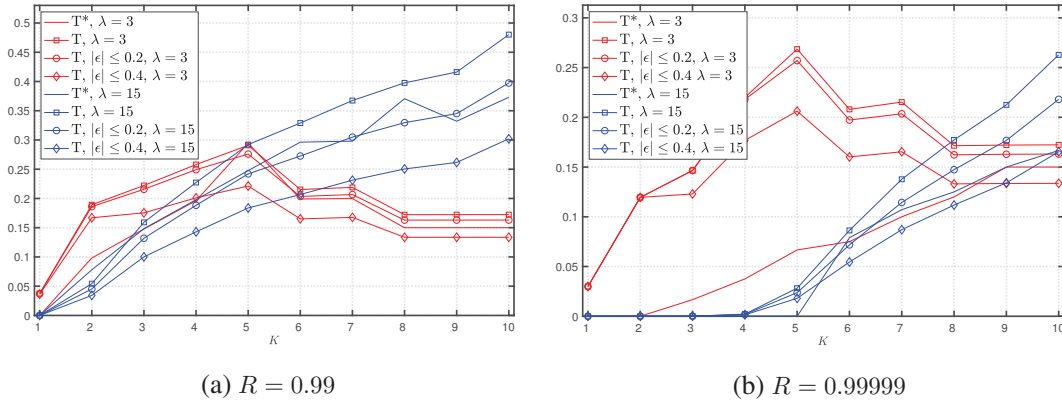 0.5
0.45
0.4
0.35
0.3
0.25
0.2
0.15
0.1
0.05
0
T*, λ = 3
T, λ = 3
T, |ϵ| ≤ 0.2, λ = 3
T, |ϵ| ≤ 0.4 λ = 3
T*, λ = 15
T, λ = 15
T, |ϵ| ≤ 0.2, λ = 15
T, |ϵ| ≤ 0.4, λ = 15
1 2 3 4 5 6 7 8 9 10
K
(a) R = 0.99
0.3
0.25
0.2
0.15
0.1
0.05
0
T*, λ = 3
T, λ = 3
T, |ϵ| ≤ 0.2, λ = 3
T, |ϵ| ≤ 0.4 λ = 3
T*, λ = 15
T, λ = 15
T, |ϵ| ≤ 0.2, λ = 15
T, |ϵ| ≤ 0.4, λ = 15
1 2 3 4 5 6 7 8 9 10
K
(b) R = 0.99999